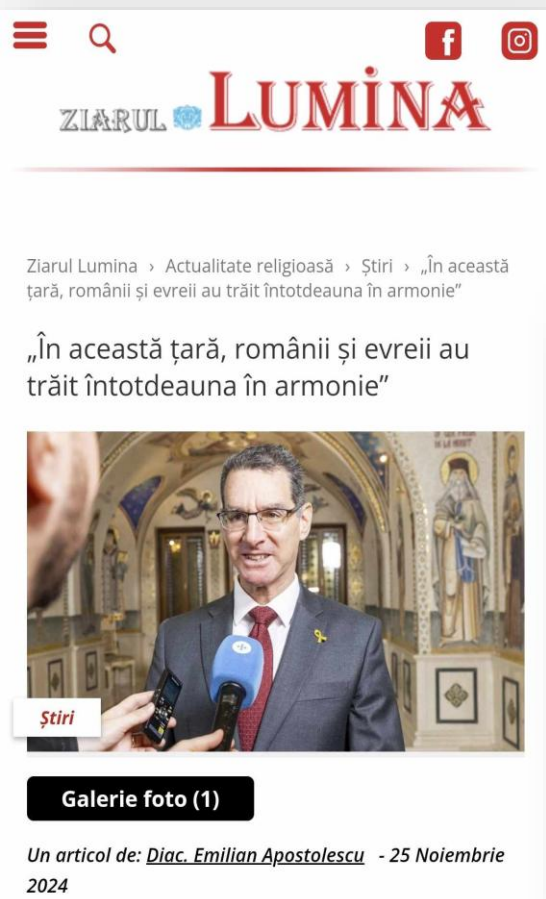 ZIARUL LUMINA
Ziarul Lumina › Actualitate religioasă › Știri › „În această
țară, românii și evreii au trăit întotdeauna în armonie”
„În această țară, românii și evreii au
trăit întotdeauna în armonie”
Știri
Galerie foto (1)
Un articol de: Diac. Emilian Apostolescu - 25 Noiembrie
2024